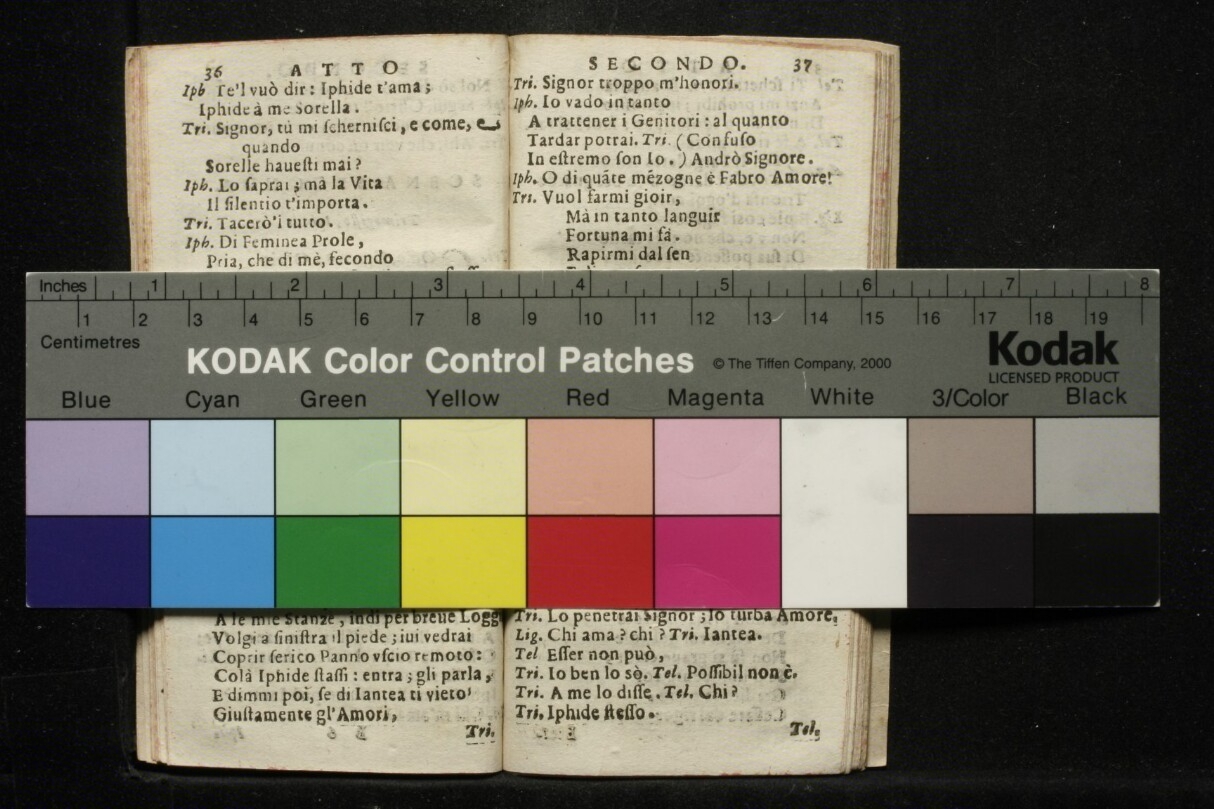 36 ATTO
Iph Te'l vuò dir: Iphide t'ama;
Iphide à me Sorella.
Tri. Signor, tù mi scherniſci, e come, e
quando
Sorelle haueſti mai?
Iph. Lo ſaprai; mà la Vita
Il ſilentio t'importa.
Tri. Tacerò'l tutto.
Iph. Di Feminea Prole,
Pria, che di mè, fecondo
SECONDO. 37
Tri. Signor troppo m'honori.
Iph. Io vado in tanto
A trattener i Genitori: al quanto
Tardar potrai. Tri. (Confuſo
In eſtremo ſon Io.) Andrò Signore.
Iph. O di quāte mēzogne è Fabro Amore!
Tri. Vuol farmi gioir,
Mà in tanto languir
Fortuna mi fà.
Rapirmi dal ſen
Inches 1 2 3 4 5 6 7 8
1 2 3 4 5 6 7 8 9 10 11 12 13 14 15 16 17 18 19
Centimetres
KODAK Color Control Patches © The Tiffen Company, 2000 Kodak
LICENSED PRODUCT
Blue Cyan Green Yellow Red Magenta White 3/Color Black
A le mie Stanze, indi per breue Logg
Volgi a ſiniſtra il piede; iui vedrai
Coprir ſerico Panno vſcio remoto:
Colà Iphide ſtaſſi: entra; gli parla,
E dimmi poi, ſe di Iantea ti vieto
Giuſtamente gl'Amori,
Tri.
Tri. Lo penetrai Signor; lo turba Amore.
Lig. Chi ama? chi? Tri. Iantea.
Tel Eſſer non può,
Tri. Io ben lo sò. Tel. Poſſibil non è.
Tri. A me lo diſſe. Tel. Chi?
Tri. Iphide ſteſſo.
Tel.